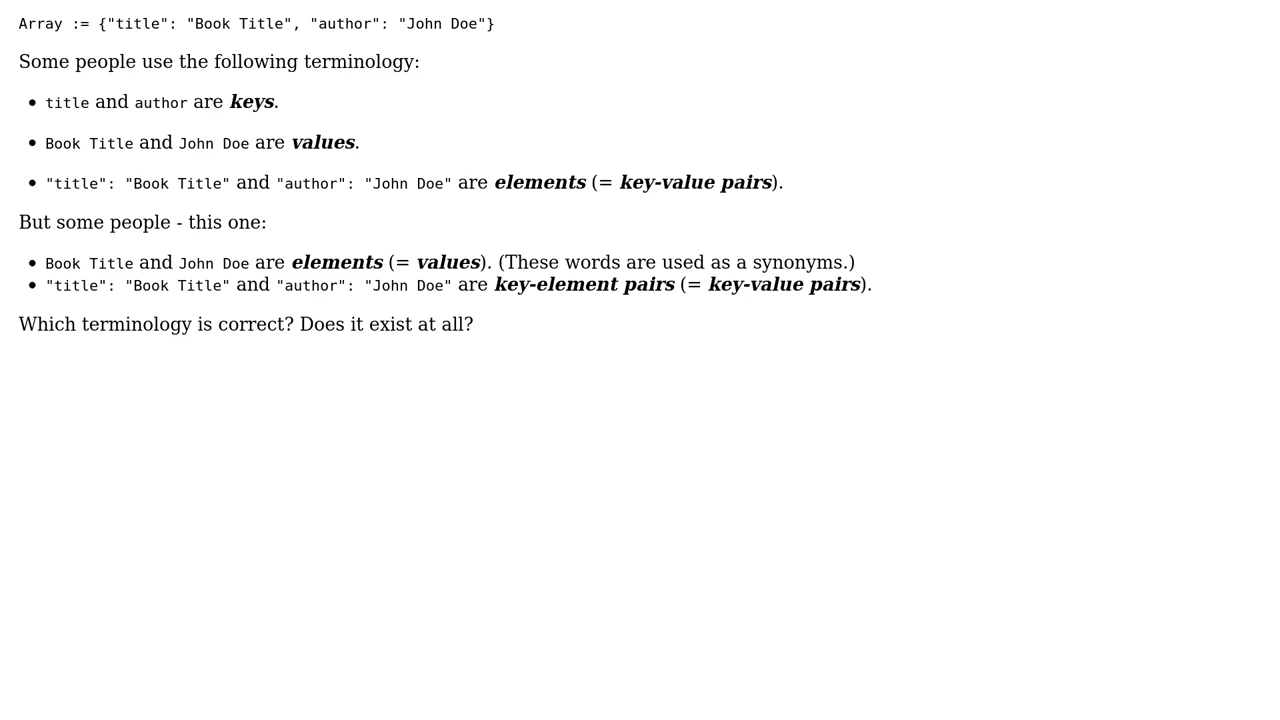 Array := {"title": "Book Title", "author": "John Doe"}
Some people use the following terminology:
• title and author are keys.
• Book Title and John Doe are values.
• "title": "Book Title" and "author": "John Doe" are elements (= key-value pairs).
But some people - this one:
• Book Title and John Doe are elements (= values). (These words are used as a synonyms.)
• "title": "Book Title" and "author": "John Doe" are key-element pairs (= key-value pairs).
Which terminology is correct? Does it exist at all?